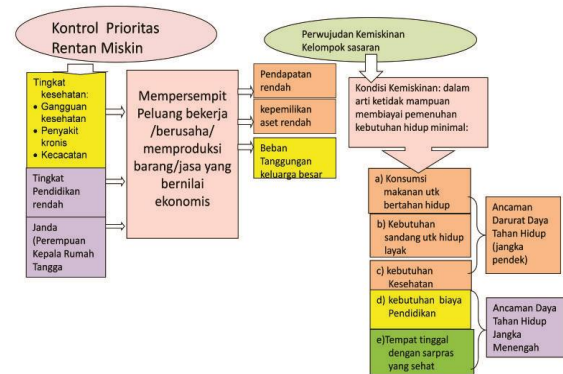 Kontrol Prioritas
Rentan Miskin
Tingkat
kesehatan:
• Gangguan
kesehatan
• Penyakit
kronis
• Kecacatan
Tingkat
Pendidikan
rendah
Janda
(Perempuan
Kepala Rumah
Tangga
Mempersempit
Peluang bekerja
/berusaha/
memproduksi
barang/jasa yang
bernilai
ekonomis
Pendapatan
rendah
kepemilikan
aset rendah
Beban
Tanggungan
keluarga besar
Perwujudan Kemiskinan
Kelompok sasaran
Kondisi Kemiskinan: dalam
arti ketidak mampuan
membiayai pemenuhan
kebutuhan hidup minimal:
a) Konsumsi
makanan utk
bertahan hidup
b) Kebutuhan
sandang utk hidup
layak
c) kebutuhan
Kesehatan
d) kebutuhan biaya
Pendidikan
e)Tempat tinggal
dengan sarpras
yang sehat
Ancaman
Darurat Daya
Tahan Hidup
(jangka
pendek)
Ancaman Daya
Tahan Hidup
Jangka
Menengah